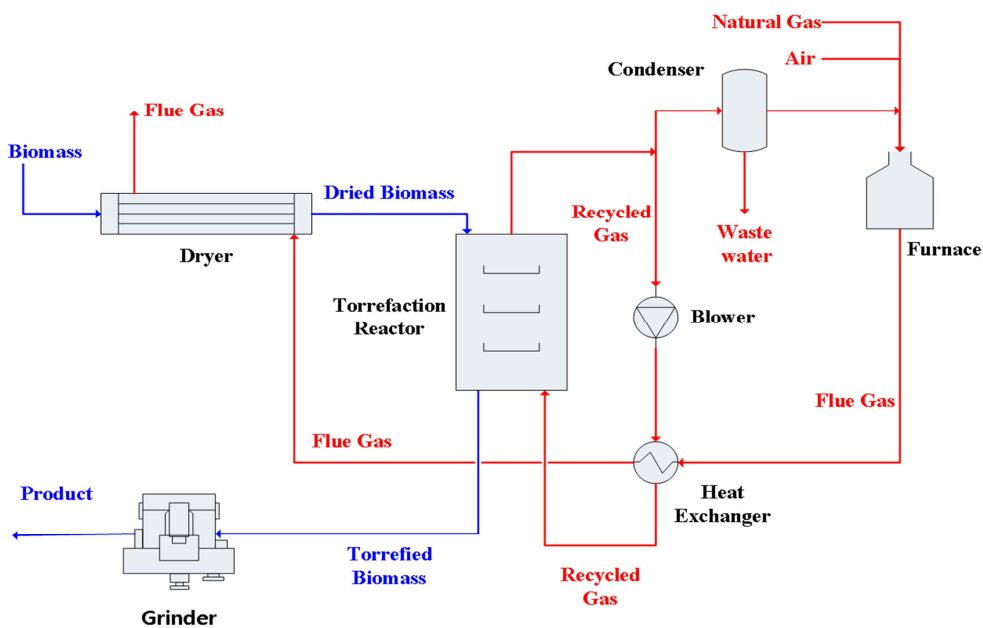 Natural Gas
Air
Condenser
Flue Gas
Biomass
Dried Biomass
Recycled
Gas
Waste
water
Furnace
Dryer
Torrefaction
Reactor
Blower
Flue Gas
Flue Gas
Product
Heat
Exchanger
Torrefied
Biomass
Recycled
Gas
Grinder